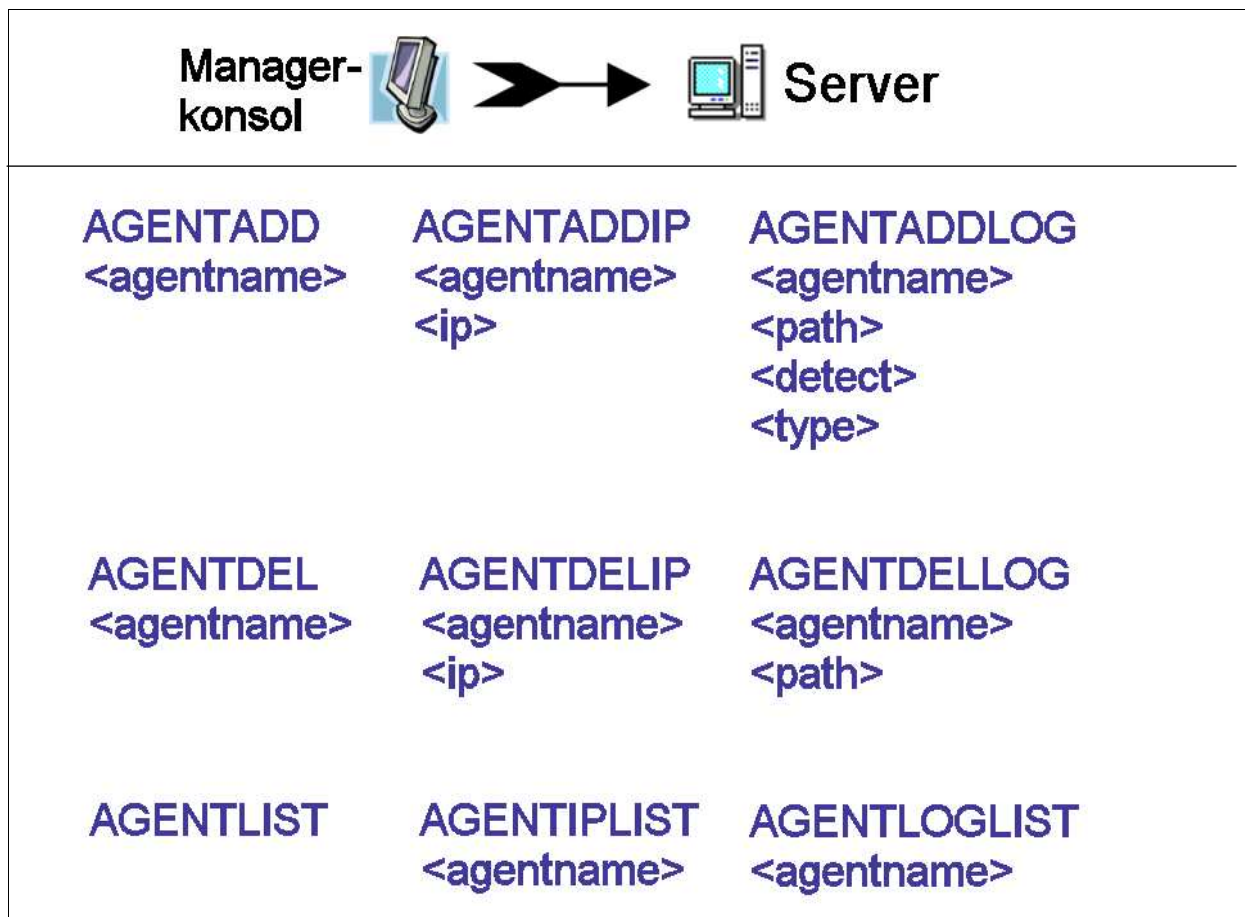 Manager-
konsol
Server
AGENTADD
<agentname>
AGENTADDIP
<agentname>
<ip>
AGENTADDLOG
<agentname>
<path>
<detect>
<type>
AGENTDEL
<agentname>
AGENTDELIP
<agentname>
<ip>
AGENTDELLOG
<agentname>
<path>
AGENTLIST
AGENTIPLIST
<agentname>
AGENTLOGLIST
<agentname>